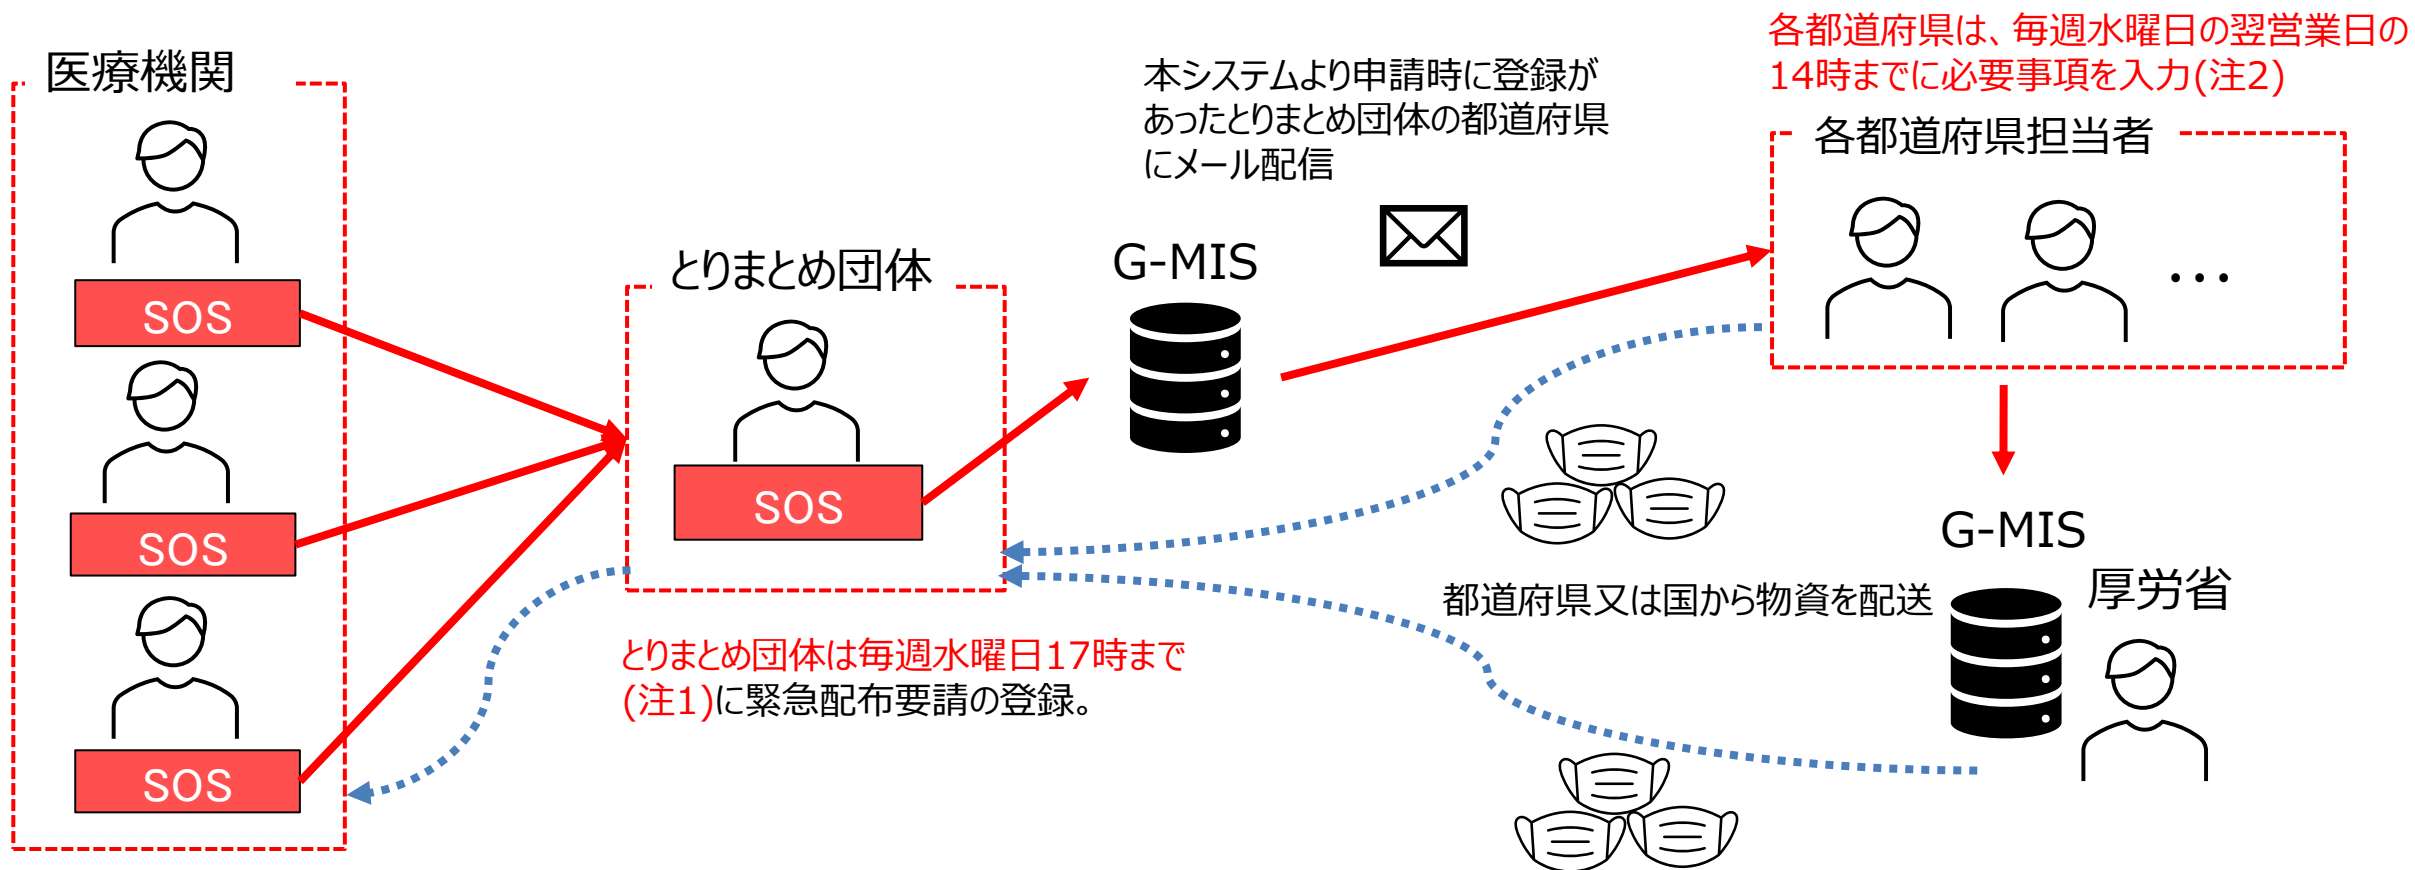 医療機関
SOS
SOS
SOS
とりまとめ団体
SOS
とりまとめ団体は毎週水曜日17時まで
(注1)に緊急配布要請の登録。
G-MIS
本システムより申請時に登録が
あったとりまとめ団体の都道府県
にメール配信
各都道府県は、毎週水曜日の翌営業日の
14時までに必要事項を入力(注2)
各都道府県担当者
…
都道府県又は国から物資を配送
G-MIS
厚労省